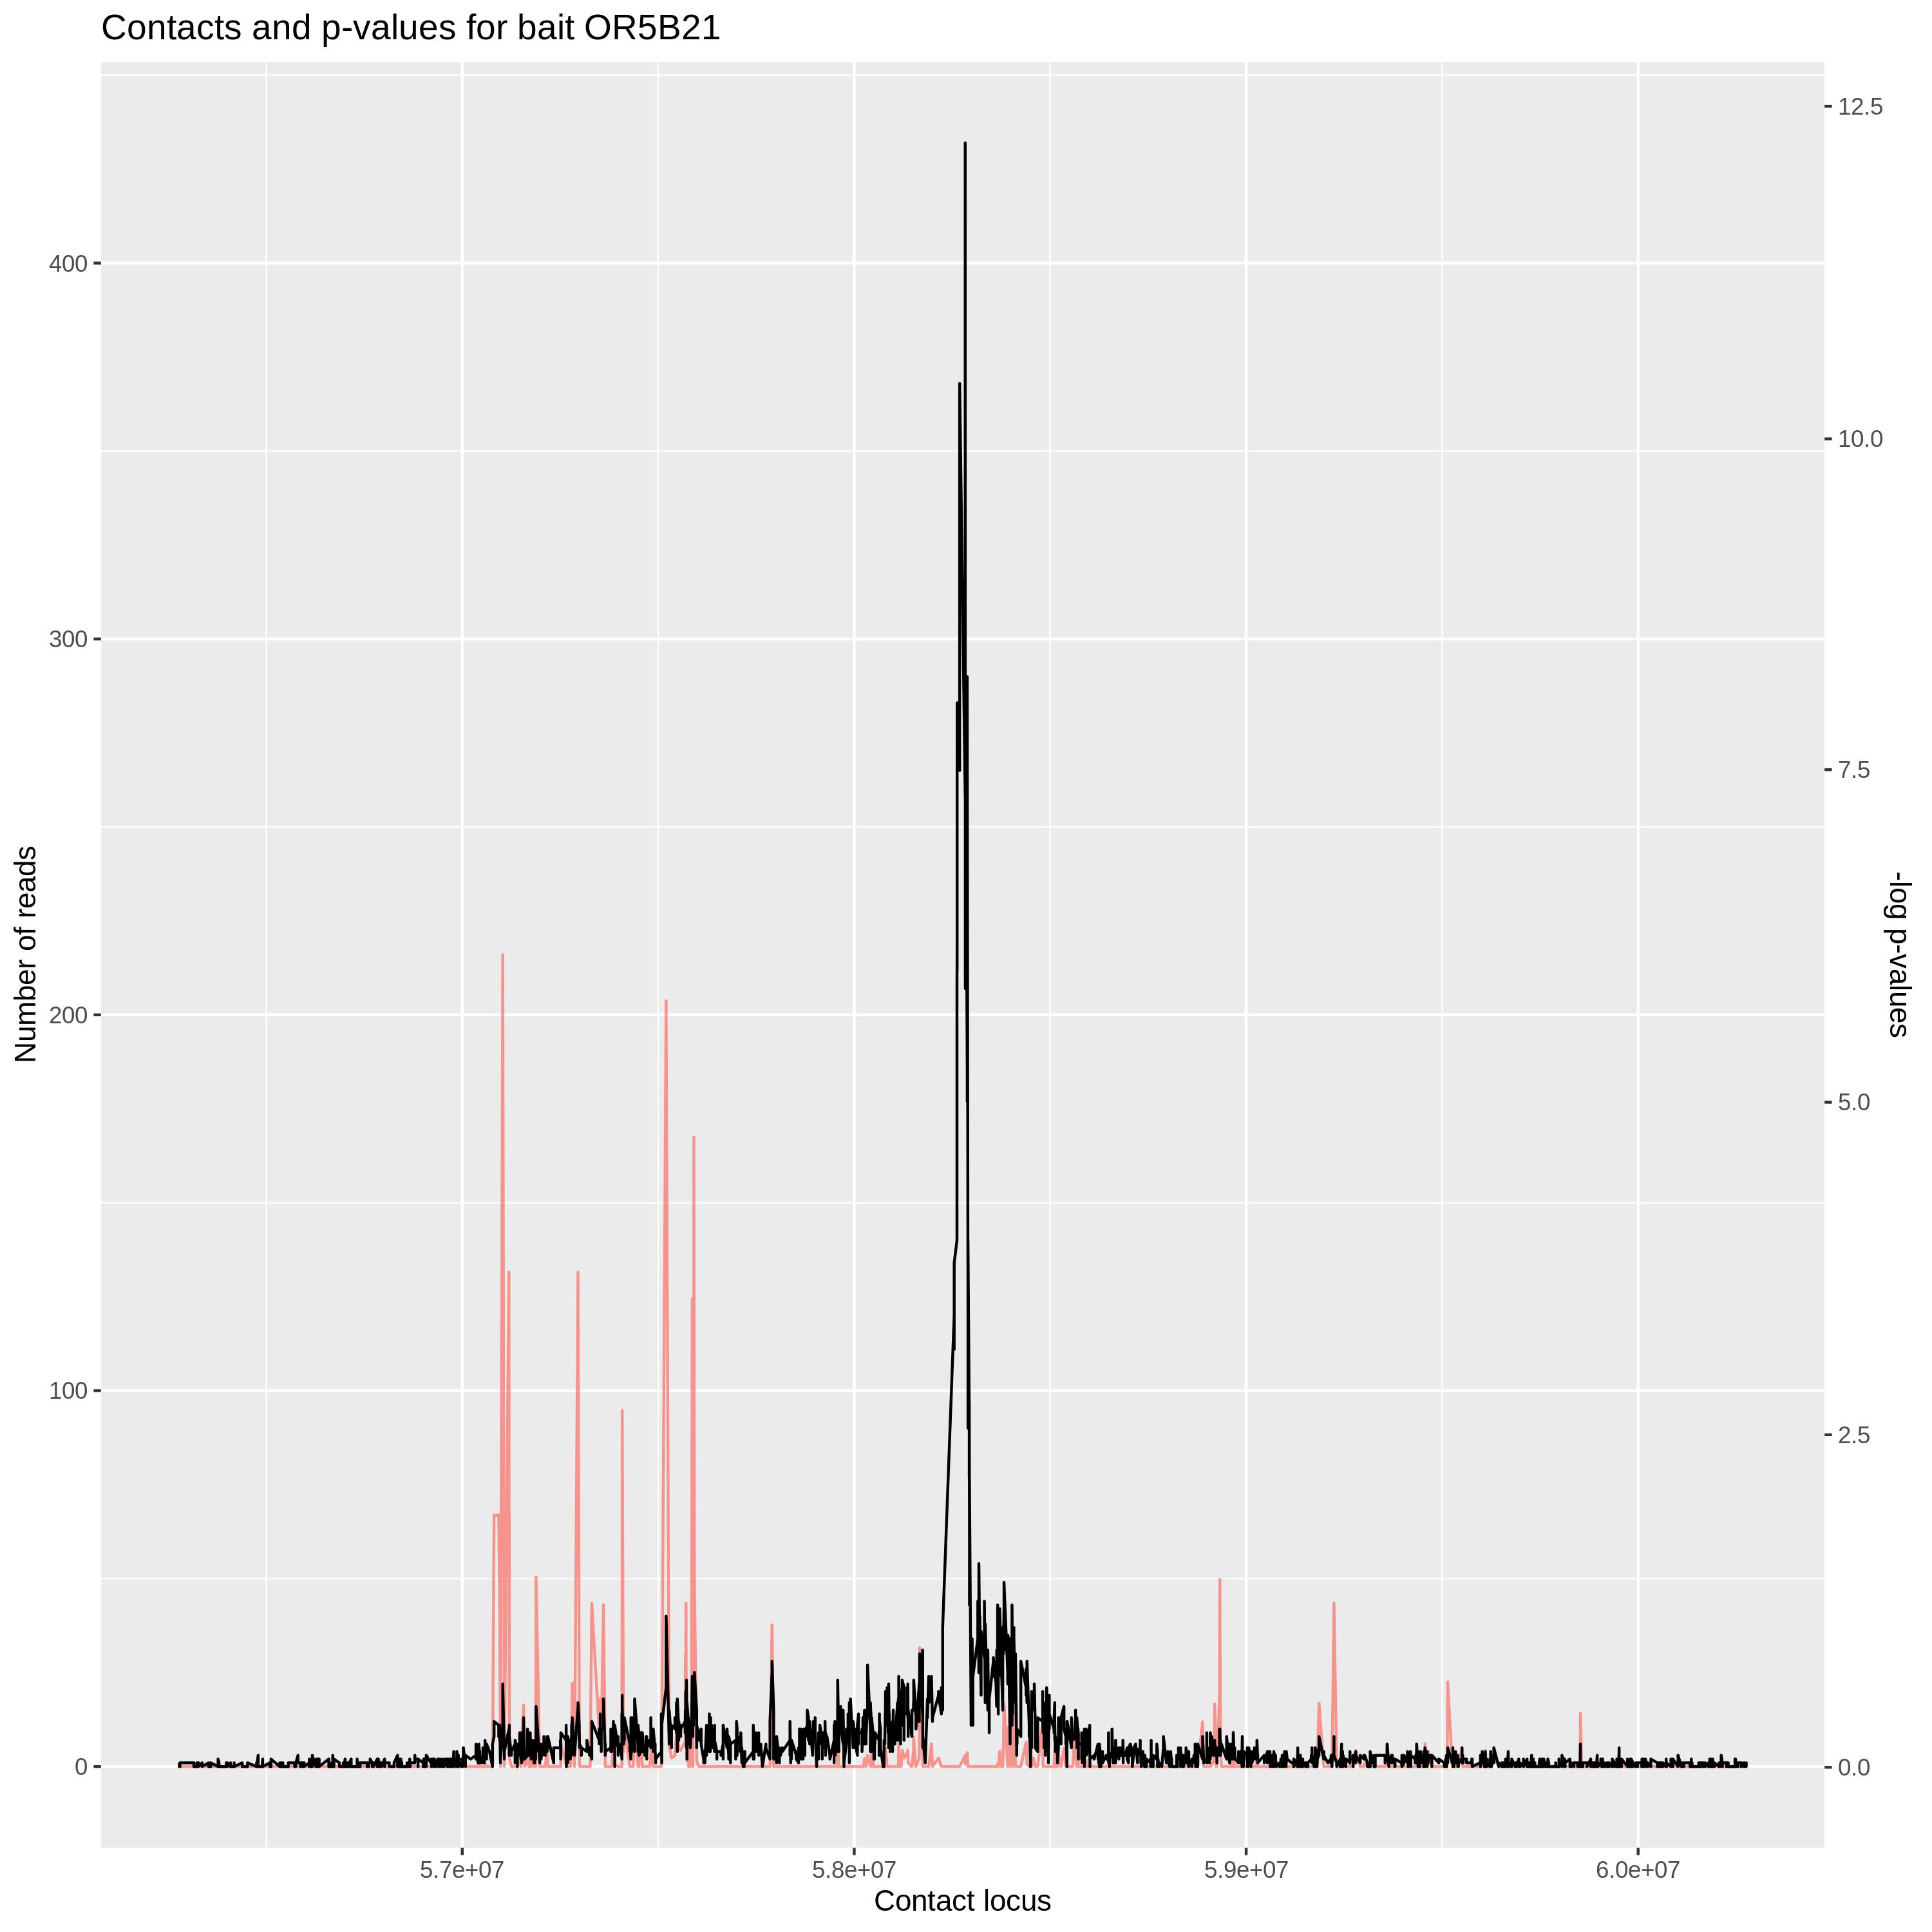 Contacts and p-values for bait OR5B21
Number of reads
400
300
200
100
0
12.5
10.0
7.5
5.0
2.5
0.0
-log p-values
5.7e+07 5.8e+07 5.9e+07 6.0e+07
Contact locus